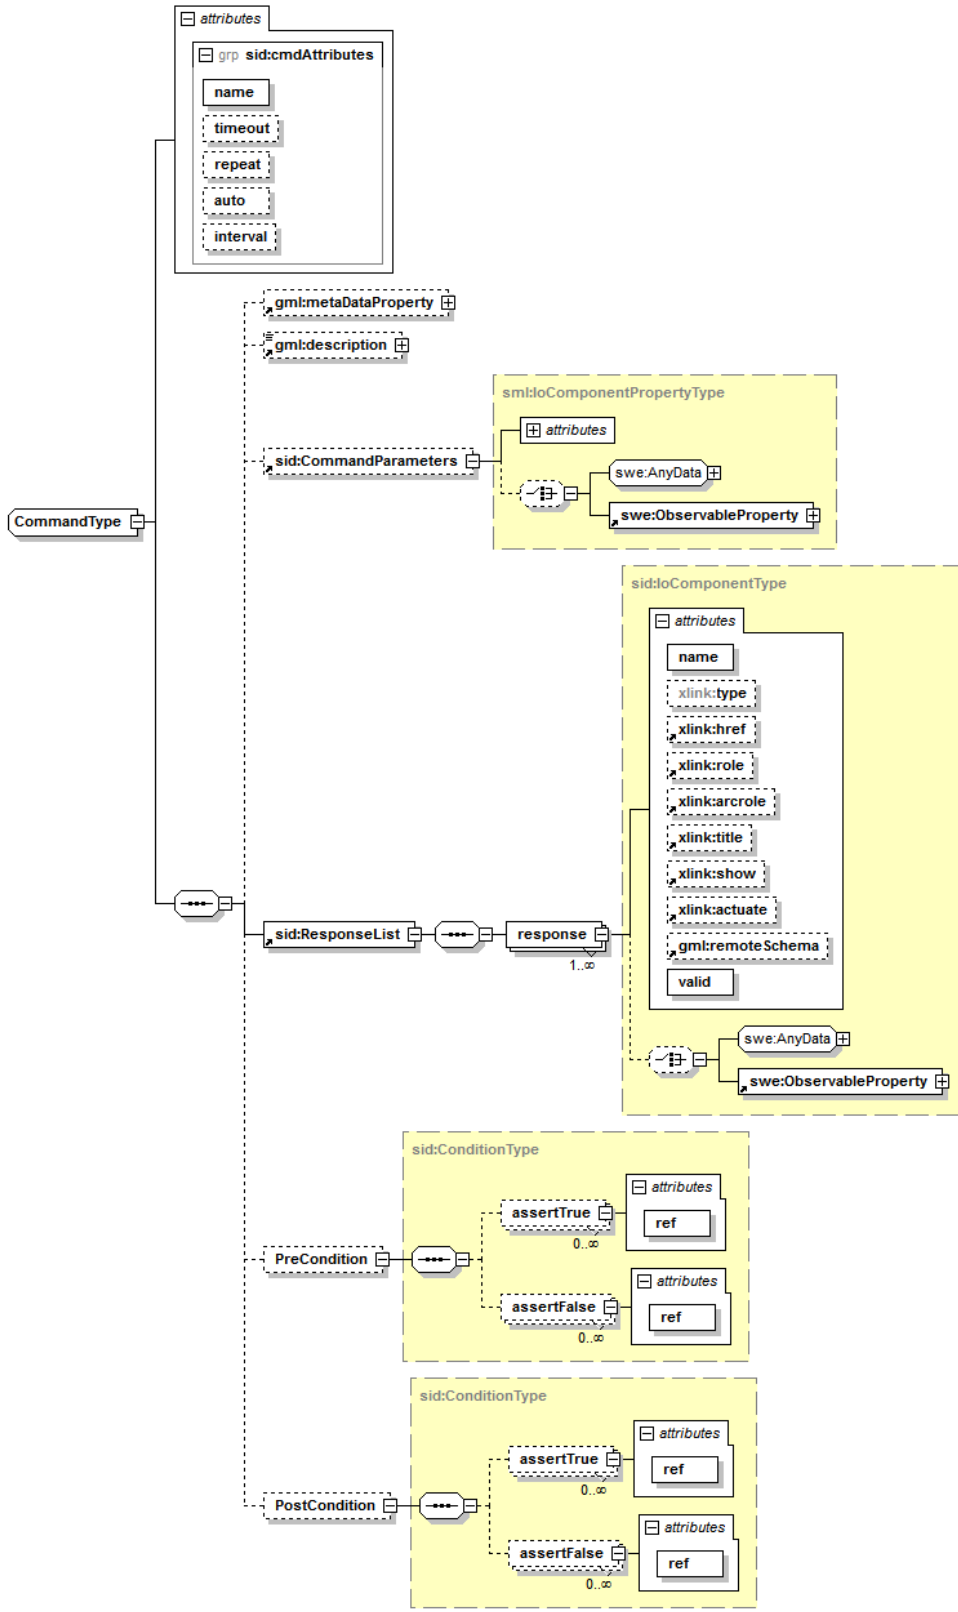 attributes
grp sid:cmdAttributes
name
timeout
repeat
auto
interval
gml:metaDataProperty
gml:description
sml:IoComponentPropertyType
attributes
sid:CommandParameters
swe:AnyData
swe:ObservableProperty
CommandType
sid:IoComponentType
attributes
name
xlink:type
xlink:href
xlink:role
xlink:arcrole
xlink:title
xlink:show
xlink:actuate
gml:remoteSchema
valid
sid:ResponseList
response
1..∞
swe:AnyData
swe:ObservableProperty
sid:ConditionType
attributes
assertTrue
ref
0..∞
PreCondition
attributes
assertFalse
ref
0..∞
sid:ConditionType
attributes
assertTrue
ref
0..∞
PostCondition
attributes
assertFalse
ref
0..∞